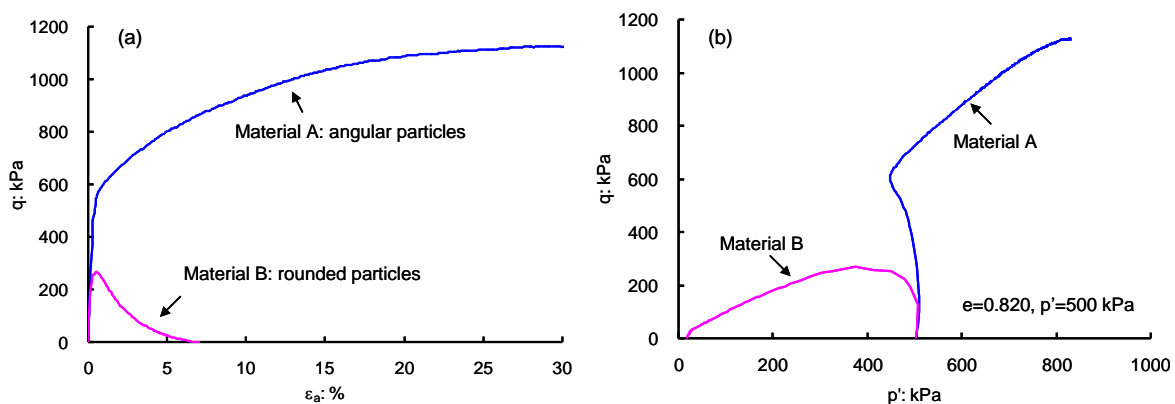 (a)
1200
1000
800
600
400
200
0
q: kPa
Material A: angular particles
Material B: rounded particles
0 5 10 15 20 25 30
εa: %
(b)
1200
1000
800
600
400
200
0
q: kPa
Material A
Material B
e=0.820, p’=500 kPa
0 200 400 600 800 1000
p': kPa